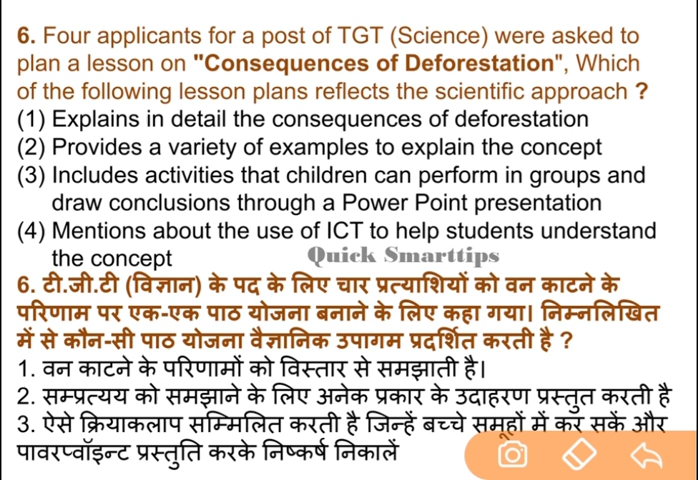 6. Four applicants for a post of TGT (Science) were asked to
plan a lesson on "Consequences of Deforestation", Which
of the following lesson plans reflects the scientific approach ?
(1) Explains in detail the consequences of deforestation
(2) Provides a variety of examples to explain the concept
(3) Includes activities that children can perform in groups and
draw conclusions through a Power Point presentation
(4) Mentions about the use of ICT to help students understand
the concept
Quick Smarttips
6. टी.जी.टी (विज्ञान) के पद के लिए चार प्रत्याशियों को वन काटने के
परिणाम पर एक-एक पाठ योजना बनाने के लिए कहा गया। निम्नलिखित
में से कौन-सी पाठ योजना वैज्ञानिक उपागम प्रदर्शित करती है ?
1. वन काटने के परिणामों को विस्तार से समझाती है।
2. सम्प्रत्यय को समझाने के लिए अनेक प्रकार के उदाहरण प्रस्तुत करती है
3. ऐसे क्रियाकलाप सम्मिलित करती है जिन्हें बच्चे समूहों में कर सकें और
पावरप्वॉइन्ट प्रस्तुति करके निष्कर्ष निकालें